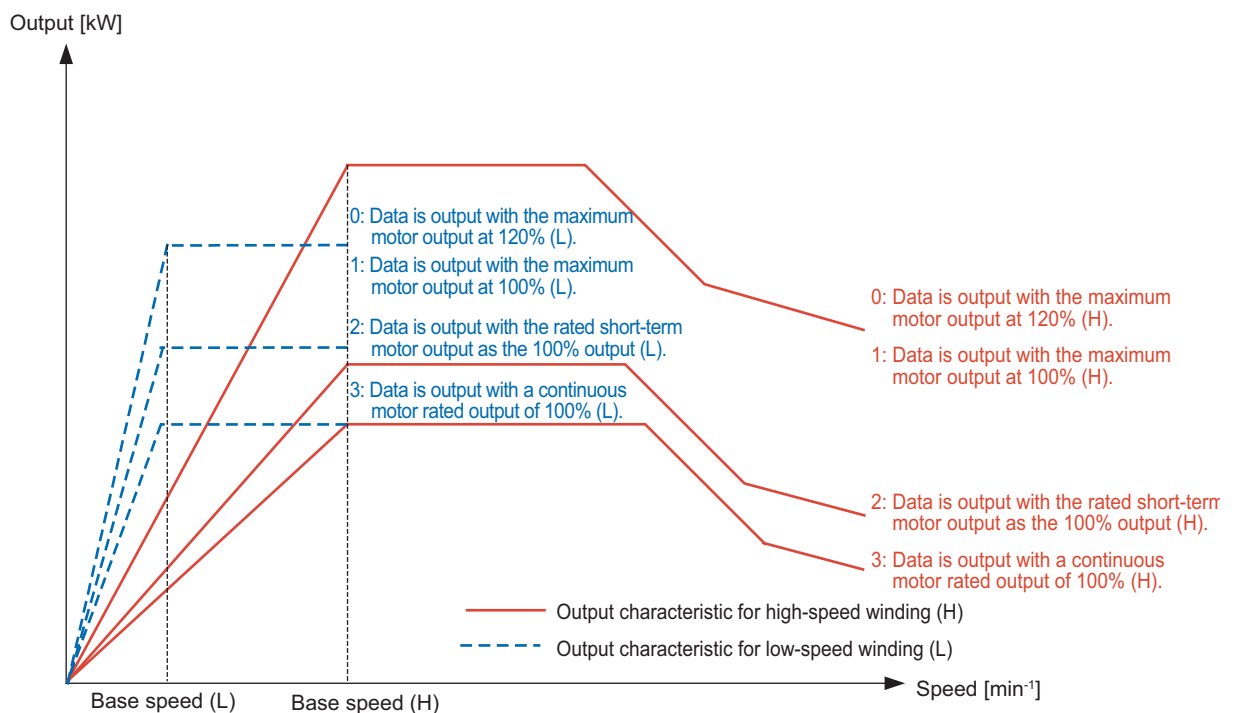 Output [kW]
0: Data is output with the maximum
motor output at 120% (L).
1: Data is output with the maximum
motor output at 100% (L).
2: Data is output with the rated short-term
motor output as the 100% output (L).
3: Data is output with a continuous
motor rated output of 100% (L).
0: Data is output with the maximum
motor output at 120% (H).
1: Data is output with the maximum
motor output at 100% (H).
2: Data is output with the rated short-term
motor output as the 100% output (H).
3: Data is output with a continuous
motor rated output of 100% (H).
Output characteristic for high-speed winding (H)
Output characteristic for low-speed winding (L)
Base speed (L)
Base speed (H)
Speed [min⁻¹]